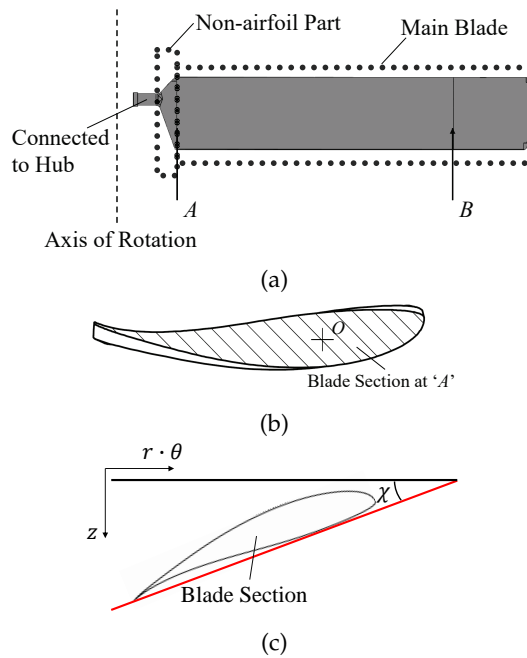 Non-airfoil Part
Main Blade
Connected
to Hub
A
B
Axis of Rotation
(a)
O
Blade Section at ‘A’
(b)
r · θ
χ
z
Blade Section
(c)